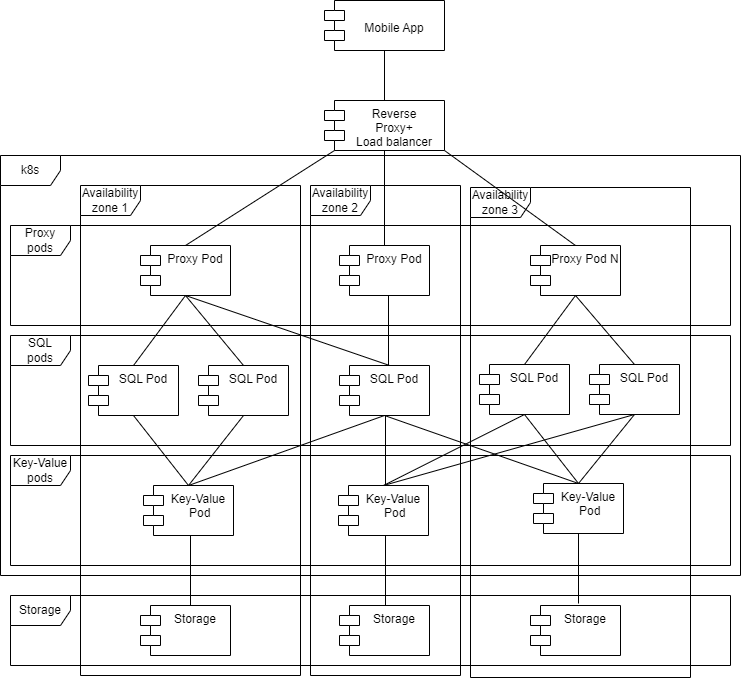 Mobile App
Reverse
Proxy+
Load balancer
k8s
Availability
zone 1
Availability
zone 2
Availability
zone 3
Proxy
pods
Proxy Pod
Proxy Pod
Proxy Pod N
SQL
pods
SQL Pod
SQL Pod
SQL Pod
SQL Pod
SQL Pod
Key-Value
pods
Key-Value
Pod
Key-Value
Pod
Key-Value
Pod
Storage
Storage
Storage
Storage